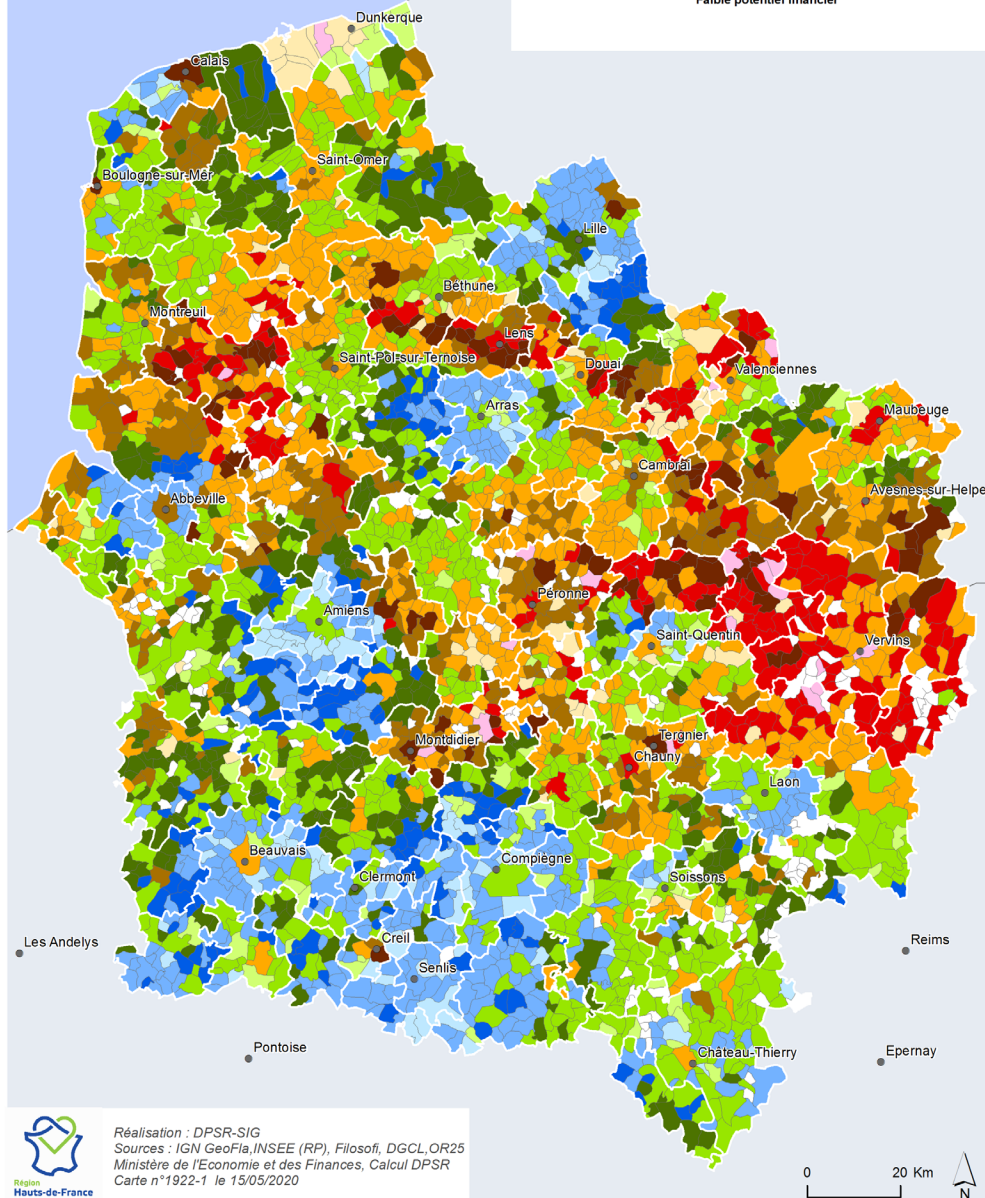 Faible potentiel financier
Dunkerque
Calais
Saint-Omer
Boulogne-sur-Mer
Lille
Béthune
Montreuil
Lens
Saint-Pol-sur-Ternoise
Douai
Valenciennes
Arras
Maubeuge
Cambrai
Avesnes-sur-Helpe
Abbeville
Péronne
Amiens
Saint-Quentin
Vervins
Montdidier
Tergnier
Chauny
Laon
Beauvais
Compiègne
Clermont
Soissons
Les Andelys
Creil
Reims
Senlis
Pontoise
Château-Thierry
Epernay
Réalisation : DPSR-SIG
Sources : IGN GeoFla,INSEE (RP), Filosofi, DGCL,OR25
Ministère de l'Economie et des Finances, Calcul DPSR
Carte n°1922-1 le 15/05/2020
Région
Hauts-de-France
0 20 Km
N